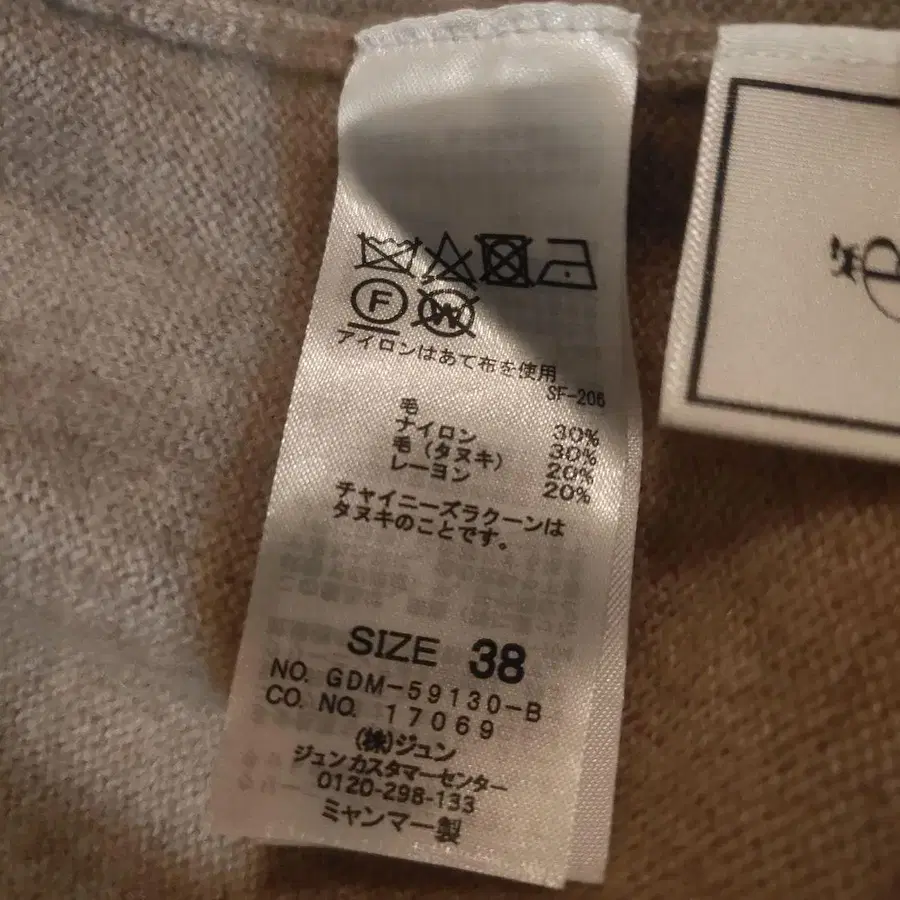 F
W
アイロンはあて布を使用
SF-206
毛 30%
ナイロン 30%
毛(タヌキ) 20%
レーヨン 20%
チャイニーズラクーンは
タヌキのことです。
SIZE 38
NO. GDM-59130-B
CO. NO. 17069
(株)ジュン
ジュンカスタマーセンター
0120-298-133
ミャンマー製